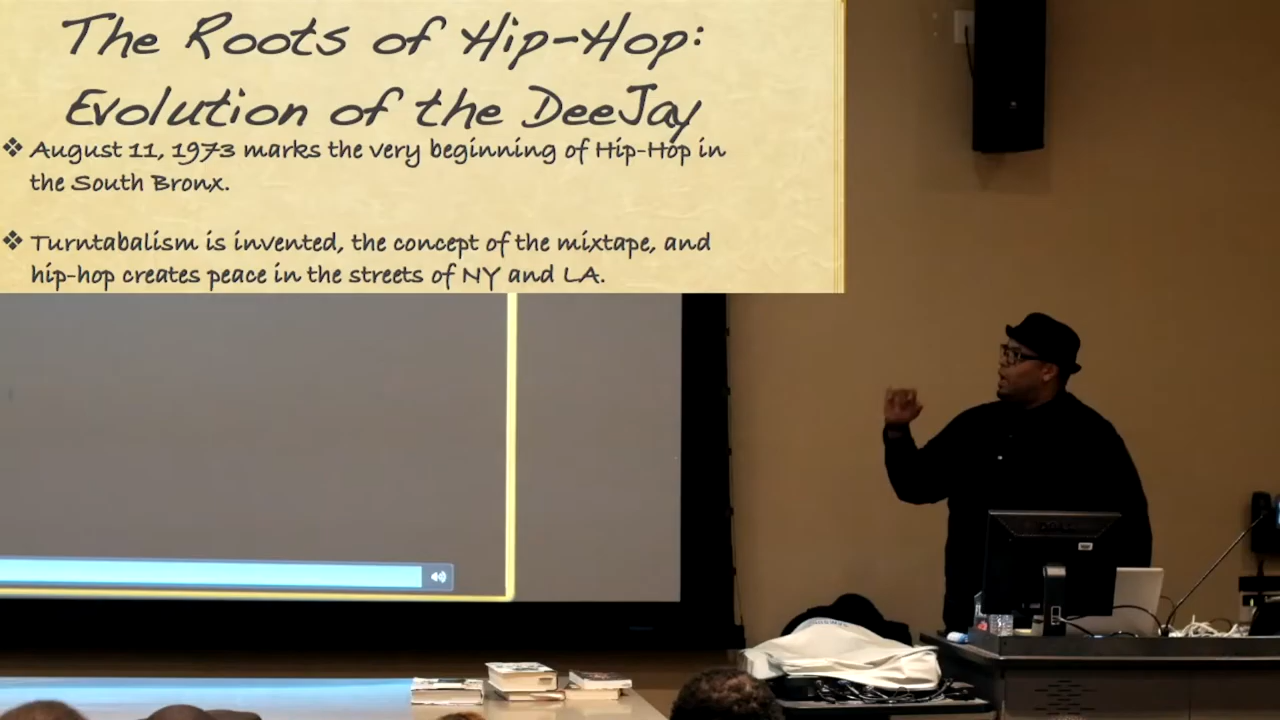 The Roots of Hip-Hop:
Evolution of the DeeJay
❖ August 11, 1973 marks the very beginning of Hip-Hop in
the South Bronx.
❖ Turntabalism is invented, the concept of the mixtape, and
hip-hop creates peace in the streets of NY and LA.